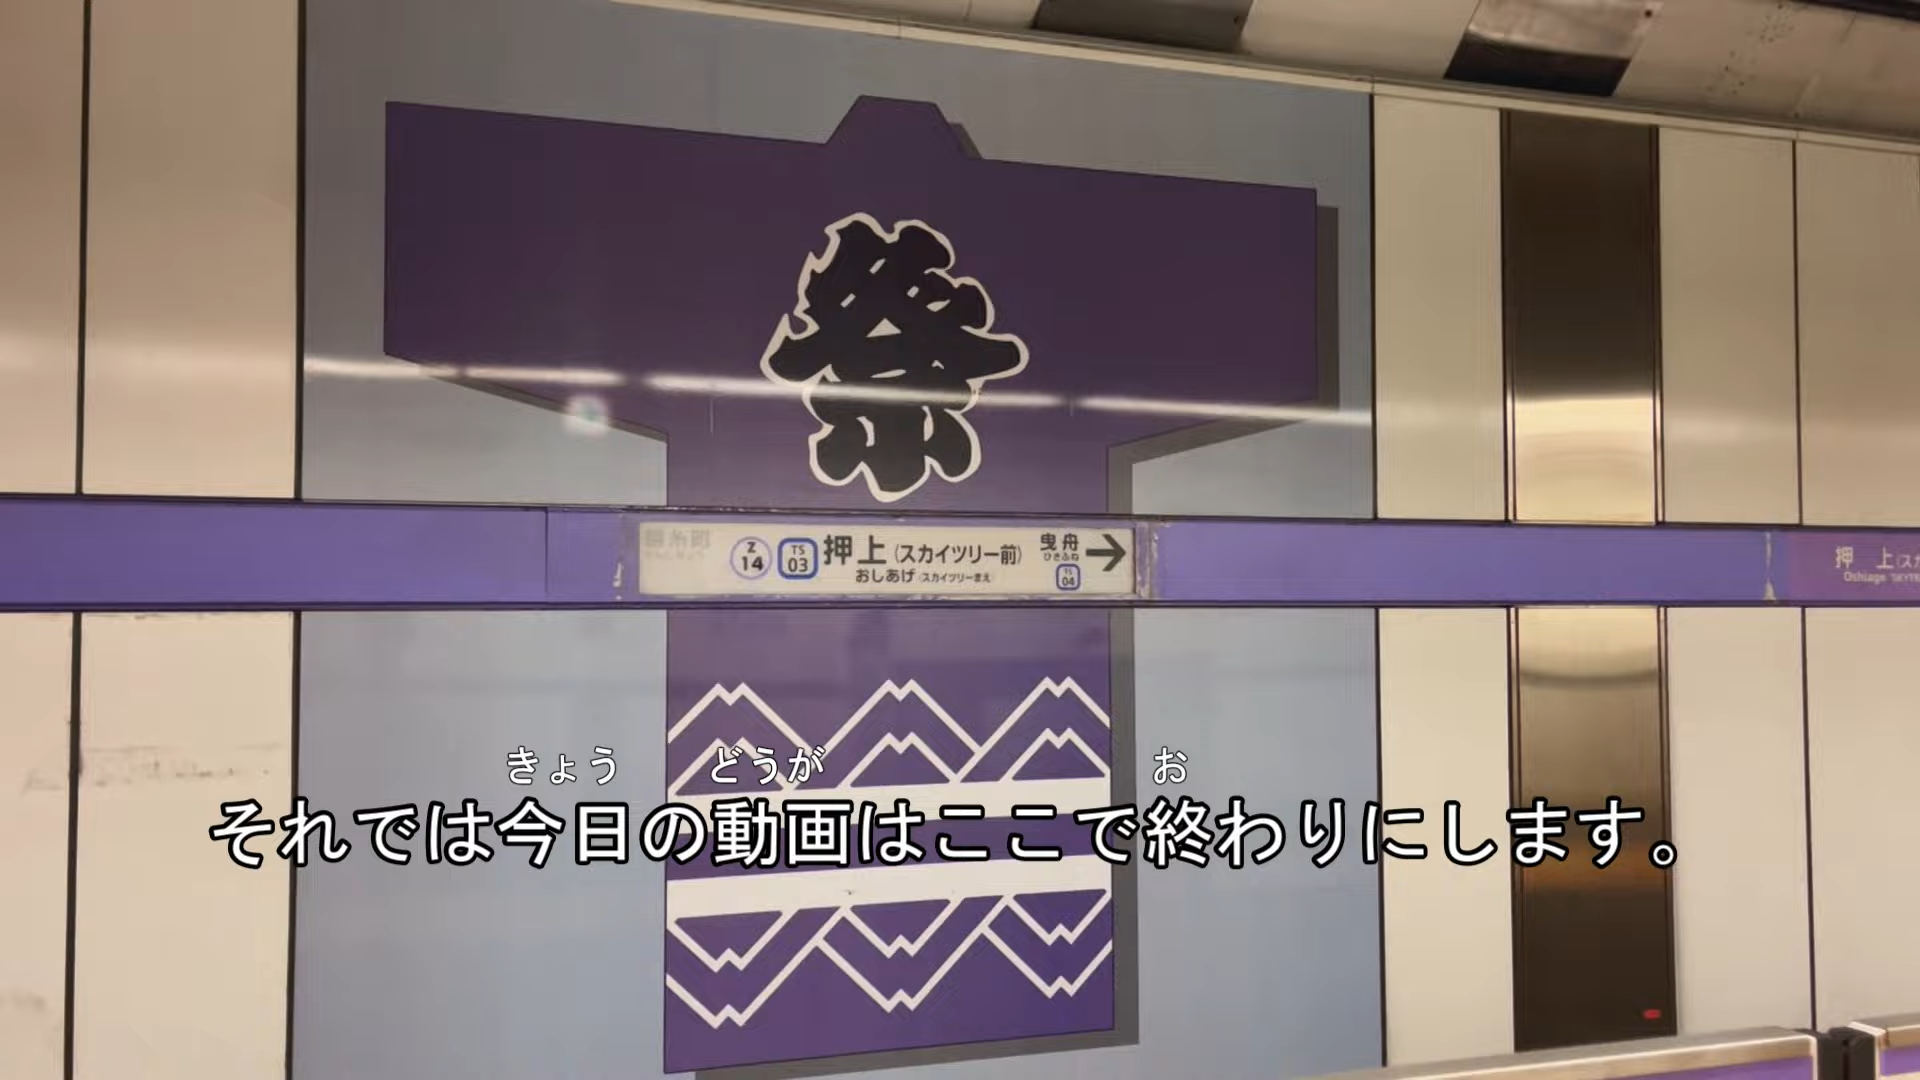 祭
錦糸町
Z 14 TS 03 押上（スカイツリー前）
おしあげ〈スカイツリーまえ〉
曳舟
ひきふね
TS 04
押上
Oshiage
きょう どうが お
それでは今日の動画はここで終わりにします。